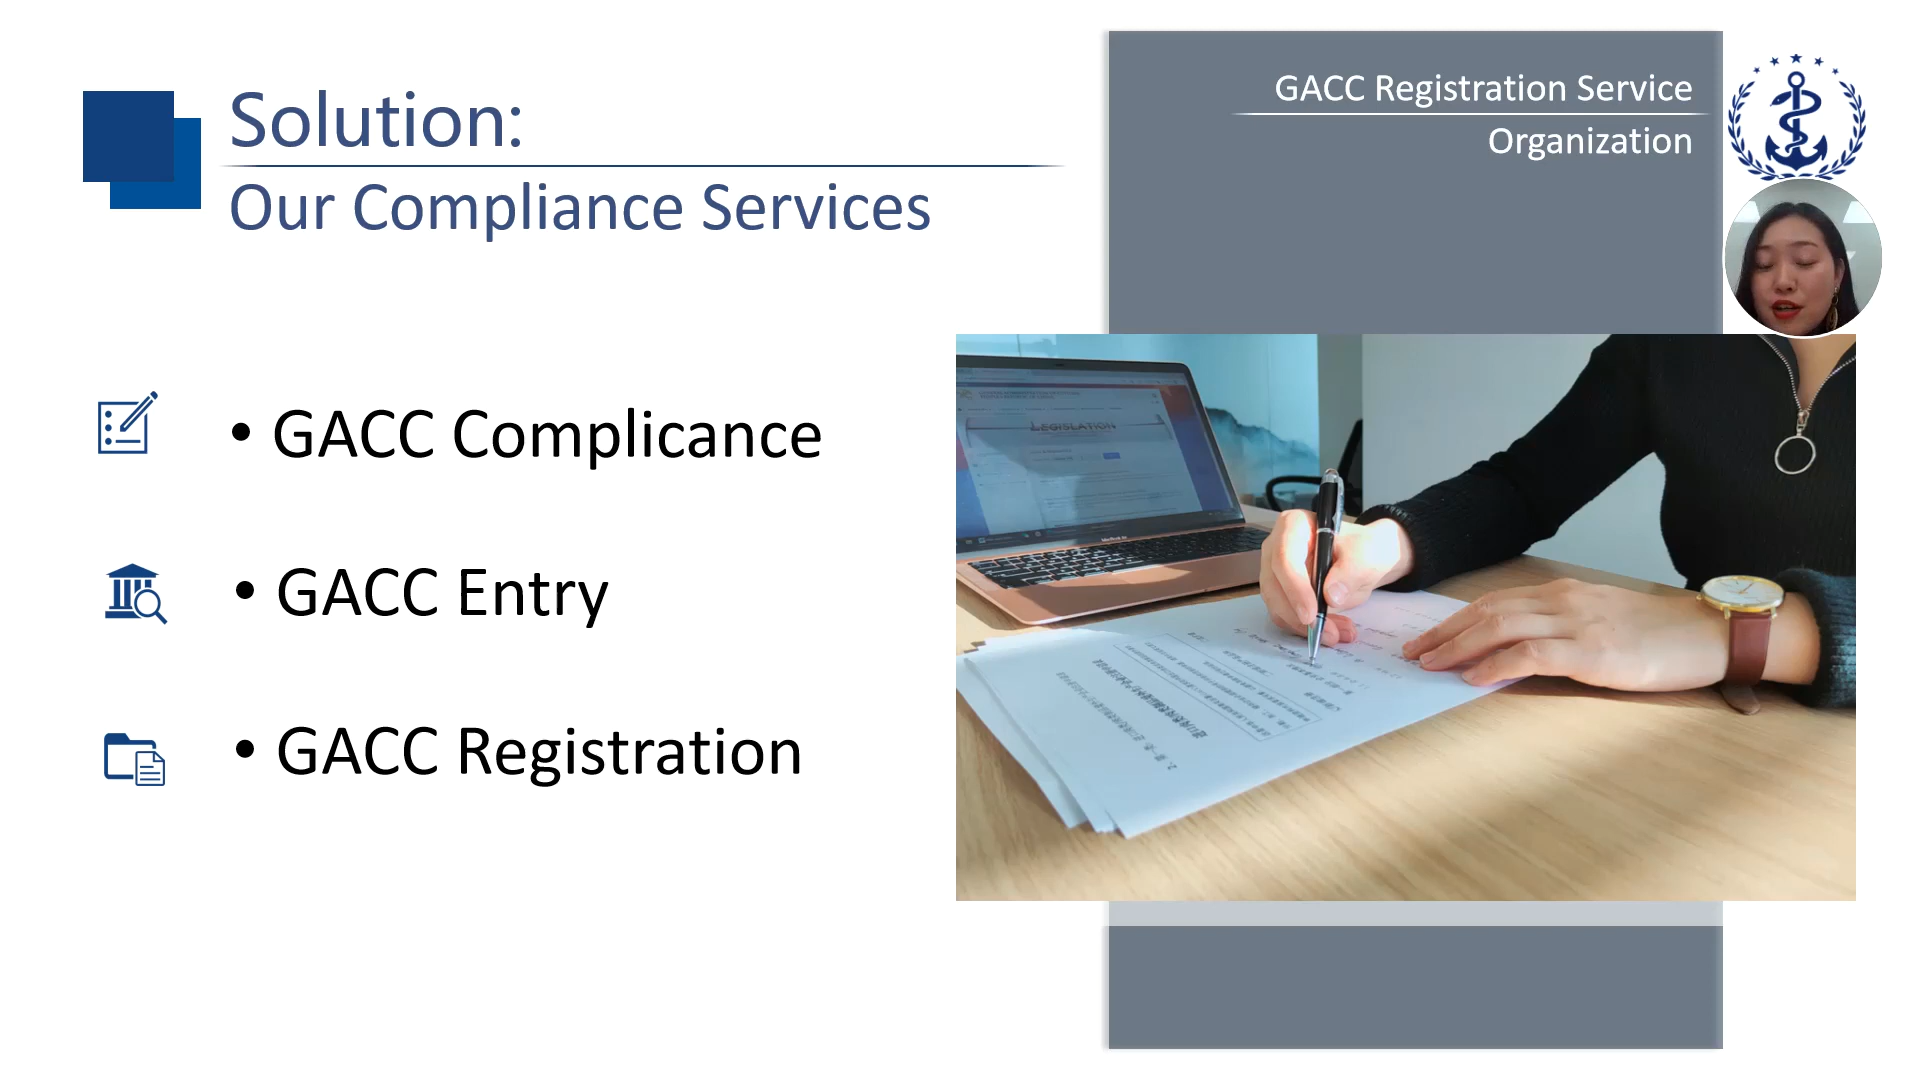 Solution:
Our Compliance Services
GACC Registration Service
Organization
• GACC Complicance
• GACC Entry
• GACC Registration
LEGISLATION